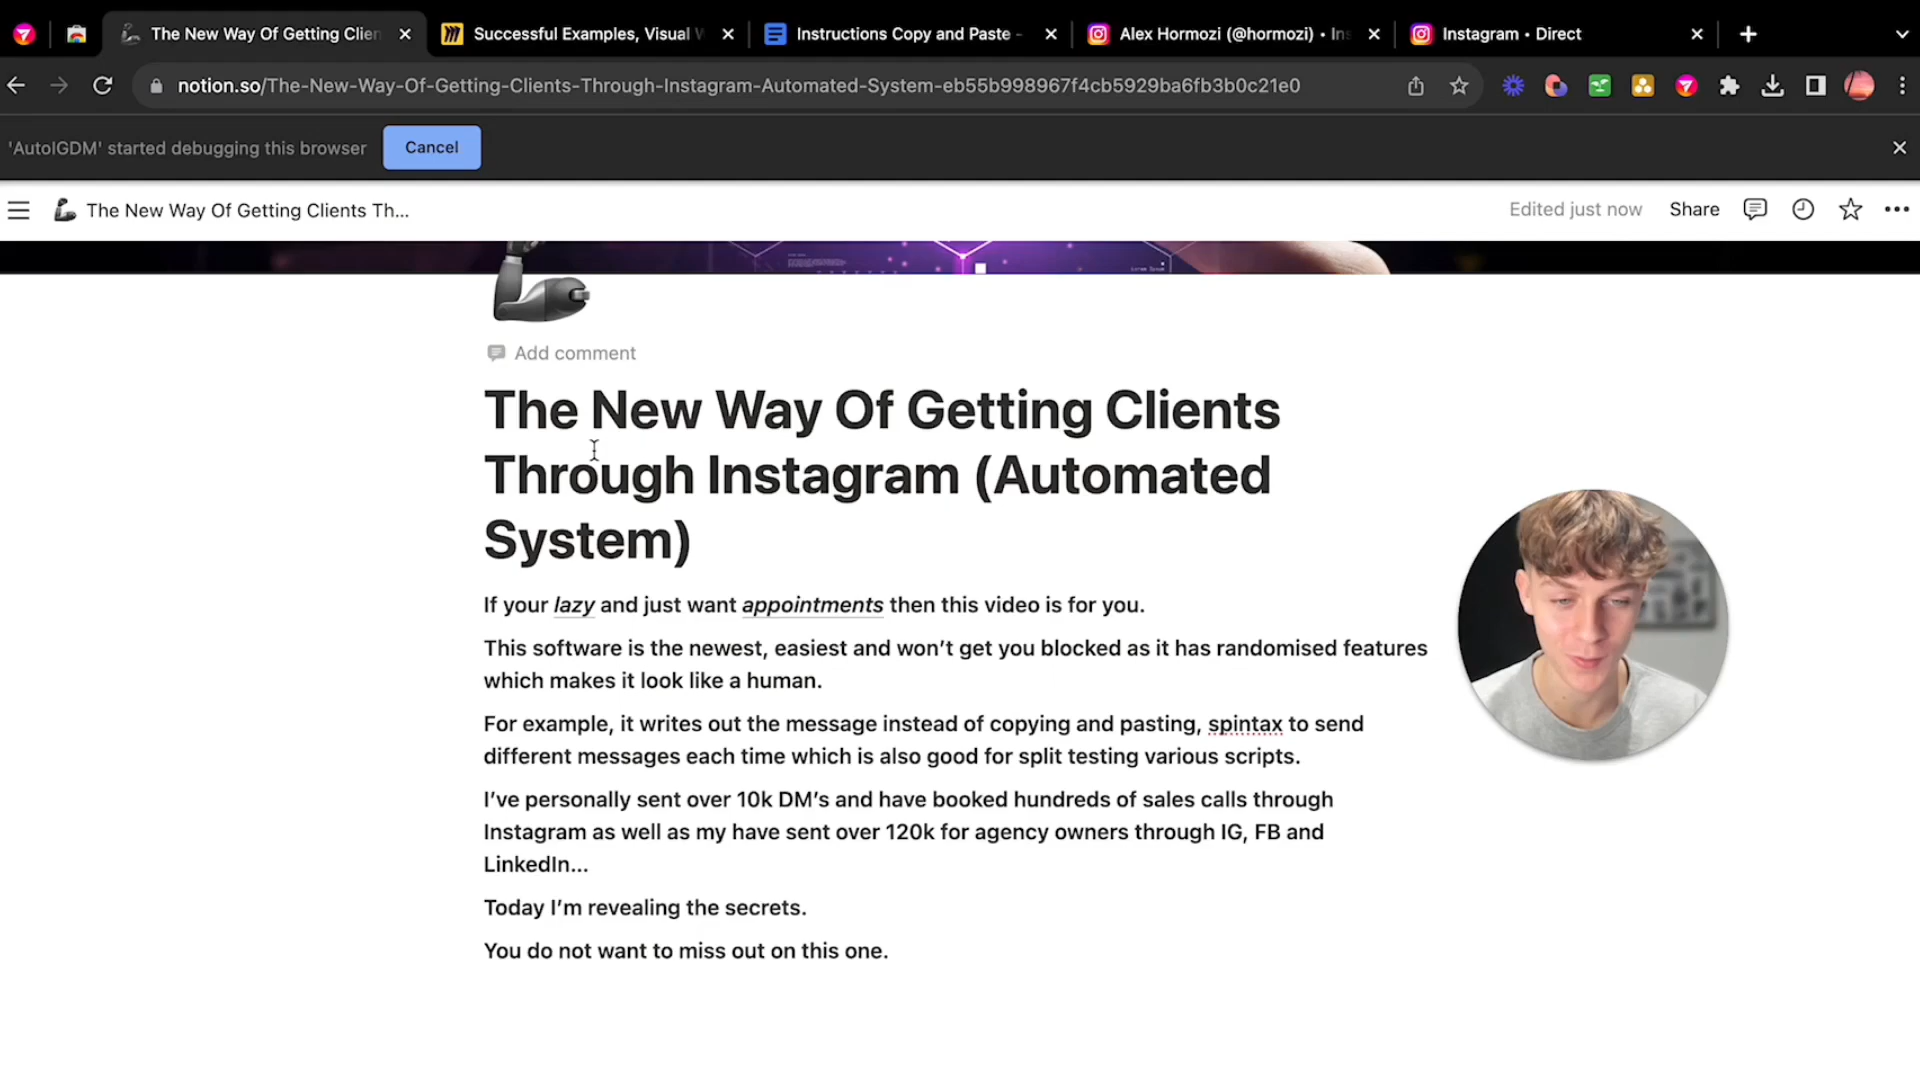 The New Way Of Getting Clien
Successful Examples, Visual W
Instructions Copy and Paste -
Alex Hormozi (@hormozi) • Ins
Instagram • Direct
notion.so/The-New-Way-Of-Getting-Clients-Through-Instagram-Automated-System-eb55b998967f4cb5929ba6fb3b0c21e0
'AutoIGDM' started debugging this browser
Cancel
The New Way Of Getting Clients Th...
Edited just now
Share
Add comment
The New Way Of Getting Clients
Through Instagram (Automated
System)
If your lazy and just want appointments then this video is for you.
This software is the newest, easiest and won’t get you blocked as it has randomised features
which makes it look like a human.
For example, it writes out the message instead of copying and pasting, spintax to send
different messages each time which is also good for split testing various scripts.
I’ve personally sent over 10k DM’s and have booked hundreds of sales calls through
Instagram as well as my have sent over 120k for agency owners through IG, FB and
LinkedIn...
Today I’m revealing the secrets.
You do not want to miss out on this one.